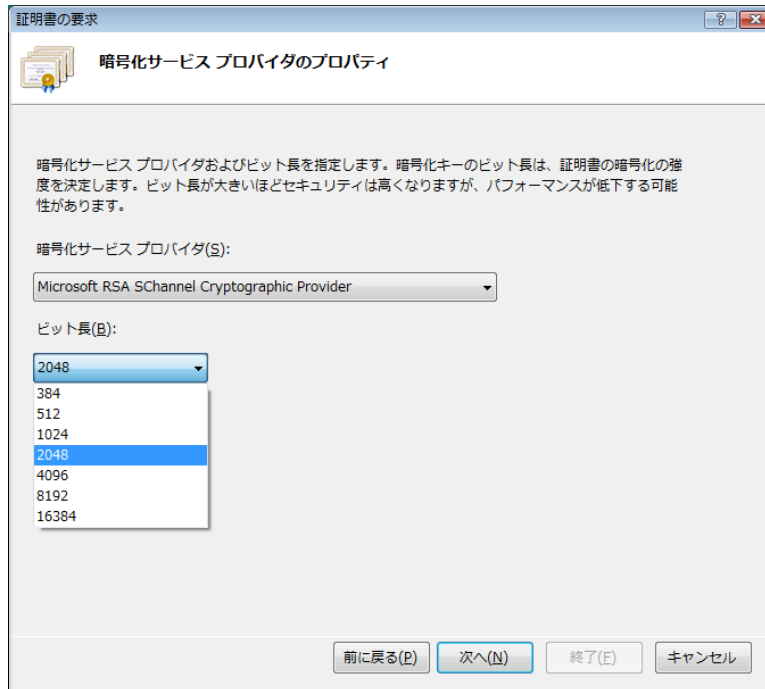 証明書の要求
暗号化サービス プロバイダのプロパティ
暗号化サービス プロバイダおよびビット長を指定します。暗号化キーのビット長は、証明書の暗号化の強
度を決定します。ビット長が大きいほどセキュリティは高くなりますが、パフォーマンスが低下する可能
性があります。
暗号化サービス プロバイダ(S):
Microsoft RSA SChannel Cryptographic Provider
ビット長(B):
2048
384
512
1024
2048
4096
8192
16384
前に戻る(P) 次へ(N) 終了(F) キャンセル